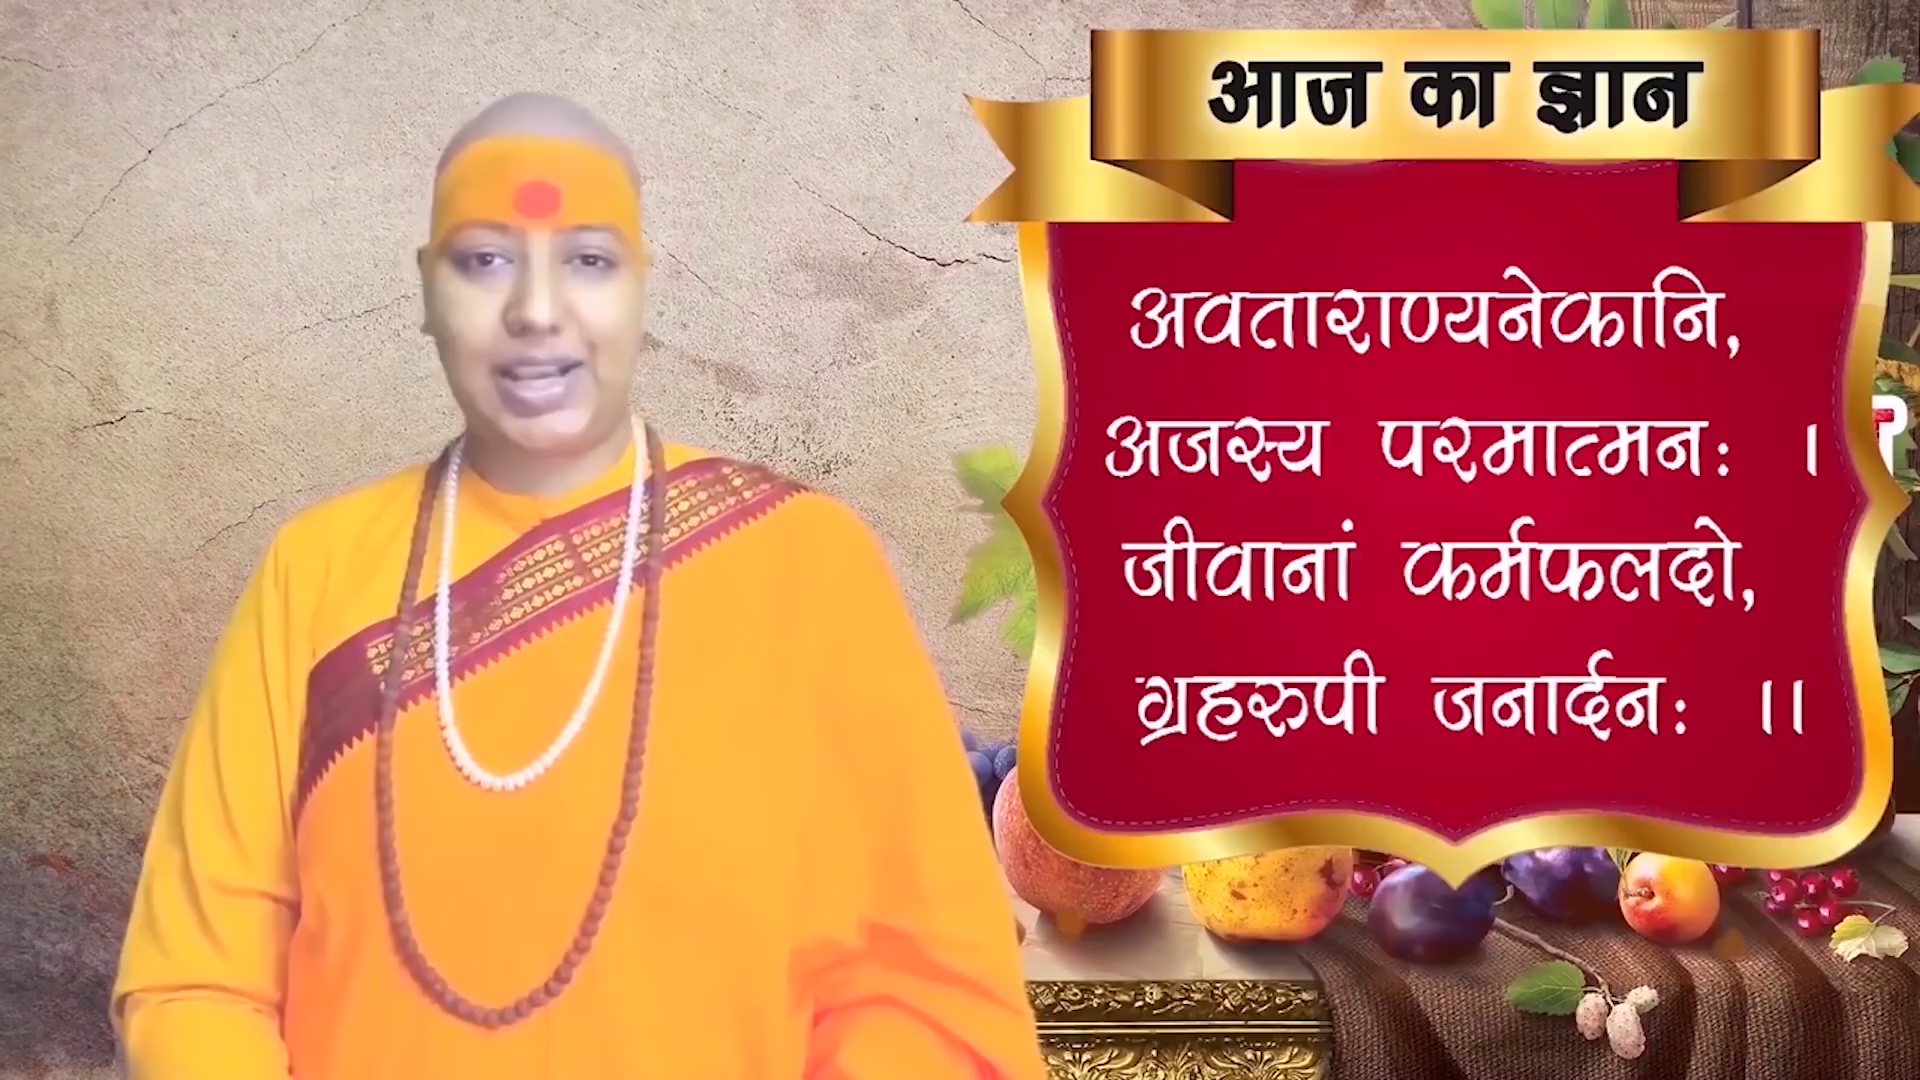 आज का ज्ञान
अवताराण्यनेकानि,
अजस्य परमात्मनः ।
जीवानां कर्मफलदो,
ग्रहरुपी जनार्दनः ।।